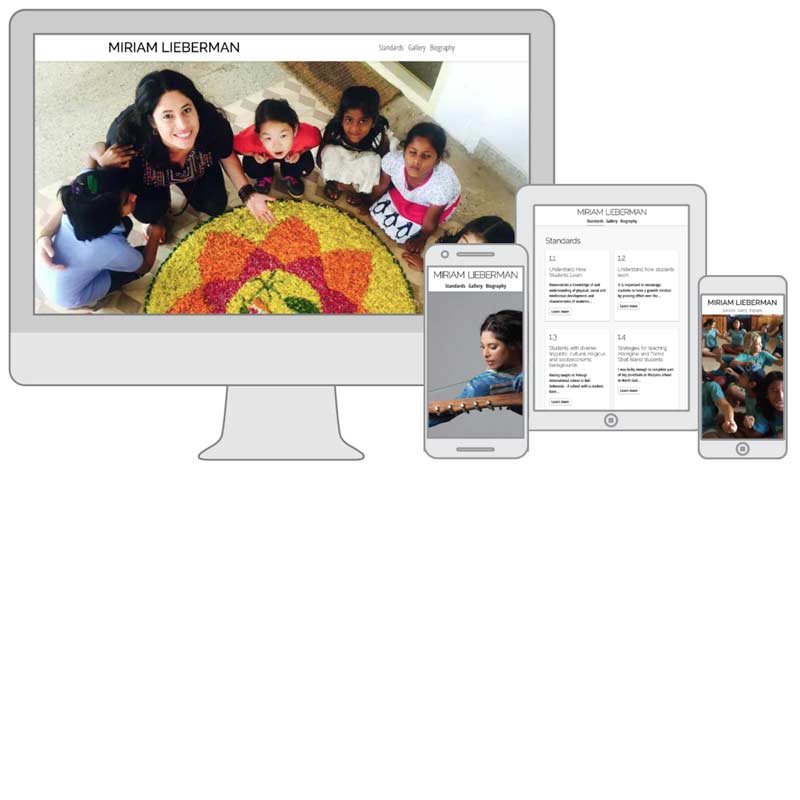 MIRIAM LIEBERMAN
Standards Gallery Biography
MIRIAM LIEBERMAN
Standards Gallery Biography
Standards
1.1
Understand How
Students Learn
Demonstrate a knowledge of and
understanding of physical, social and
intellectual development and
characteristics of students...
Learn more
1.2
Understand how students
learn
It is important to encourage
students to have a growth mindset
by praising effort over the...
Learn more
1.3
Students with diverse
linguistic, cultural, religious
and socioeconomic
backgrounds
Having taught at Pelangi
International school in Bali
Indonesia - A school with a student
base...
Learn more
1.4
Strategies for teaching
Aboriginal and Torres
Strait Island students
I was lucky enough to complete part
of my practicum at
school
in North East...
Learn more
MIRIAM LIEBERMAN
Standards Gallery Biography
MIRIAM LIEBERMAN
Standards Gallery Biography